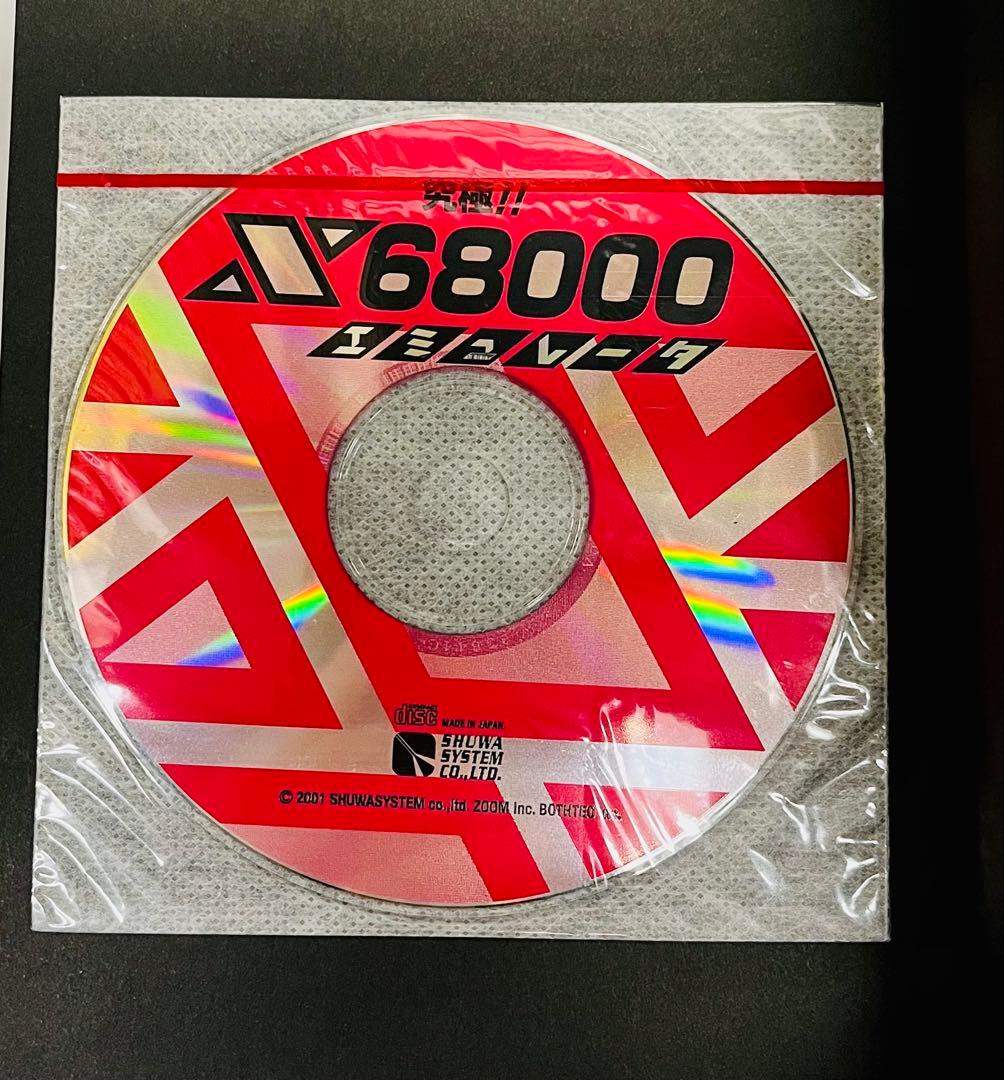 究極!!
X68000
エミュレータ
COMPACT
disc
MADE IN JAPAN.
SHUWA
SYSTEM
CO.,LTD.
© 2001 SHUWASYSTEM co.,ltd. ZOOM Inc. BOTHTEC